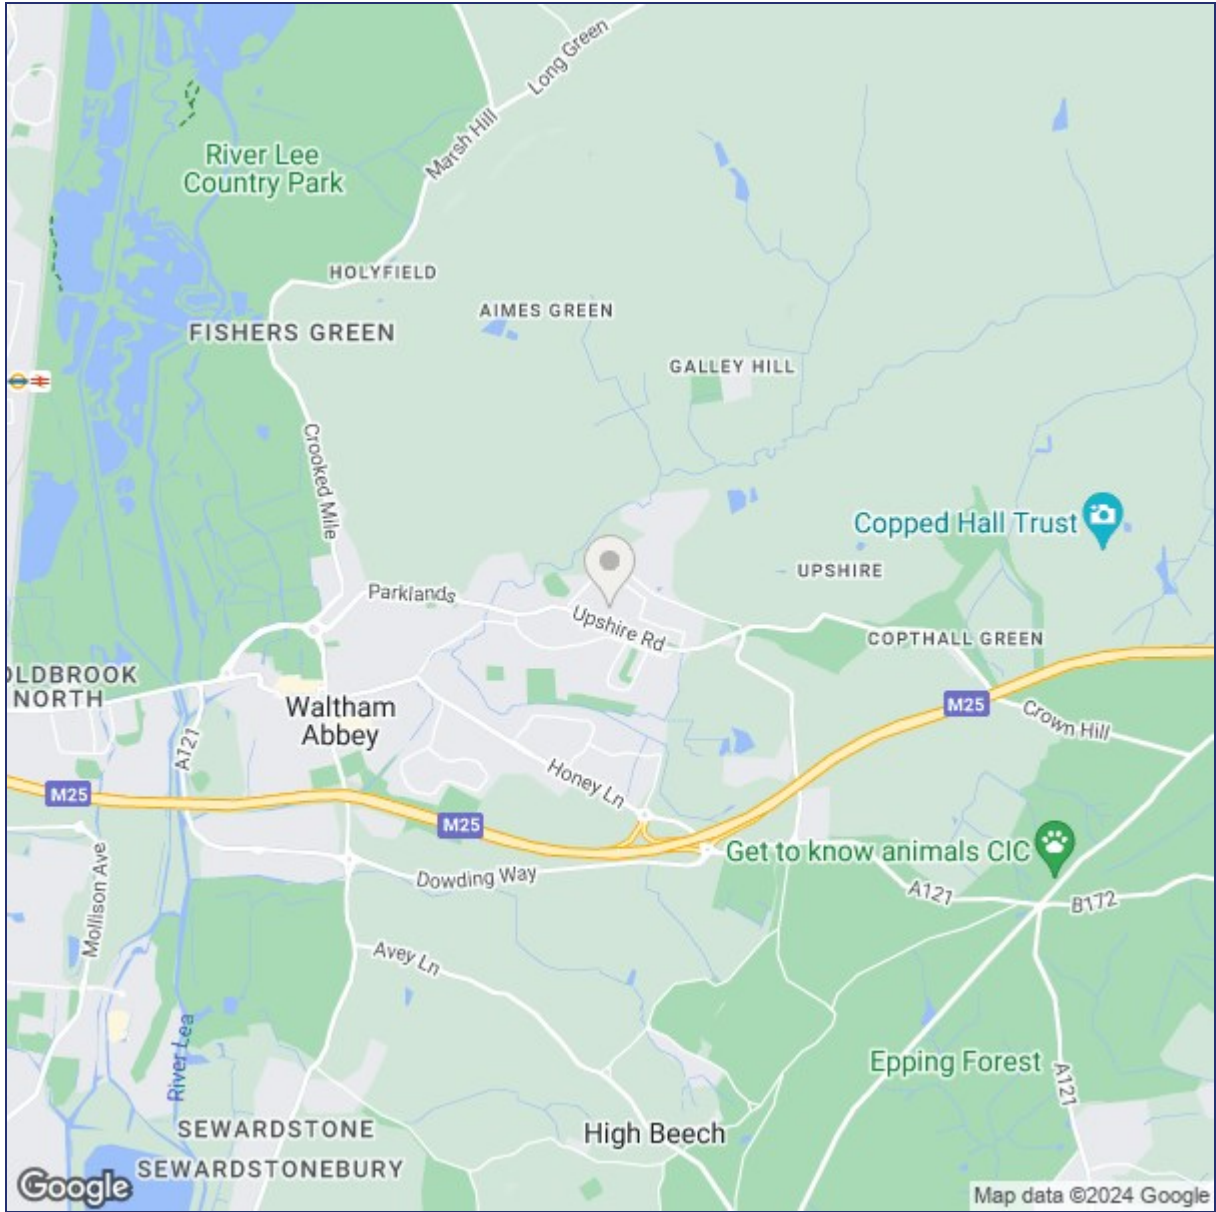 Long Green
Marsh Hill
River Lee
Country Park
HOLYFIELD
AIMES GREEN
FISHERS GREEN
GALLEY HILL
Crooked Mile
Copped Hall Trust
UPSHIRE
Parklands
Upshire Rd
COPTHALL GREEN
OLDBROOK
NORTH
Waltham
Abbey
M25
Crown Hill
A121
Honey Ln
M25
M25
Get to know animals CIC
Dowding Way
A121
B172
Mollison Ave
Avey Ln
River Lea
Epping Forest
A121
SEWARDSTONE
High Beech
SEWARDSTONEBURY
Google
Map data ©2024 Google